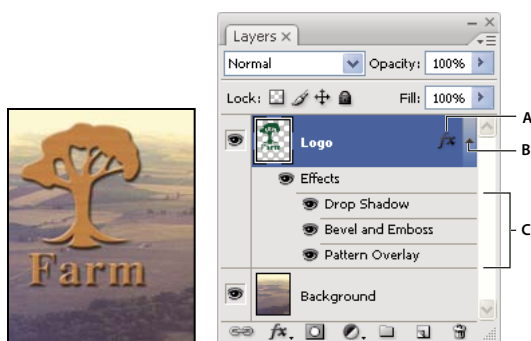 Layers ×
Normal Opacity: 100%
Lock: Fill: 100%
A
Logo fx
B
Effects
Drop Shadow
C
Bevel and Emboss
Pattern Overlay
Farm
Background
fx.